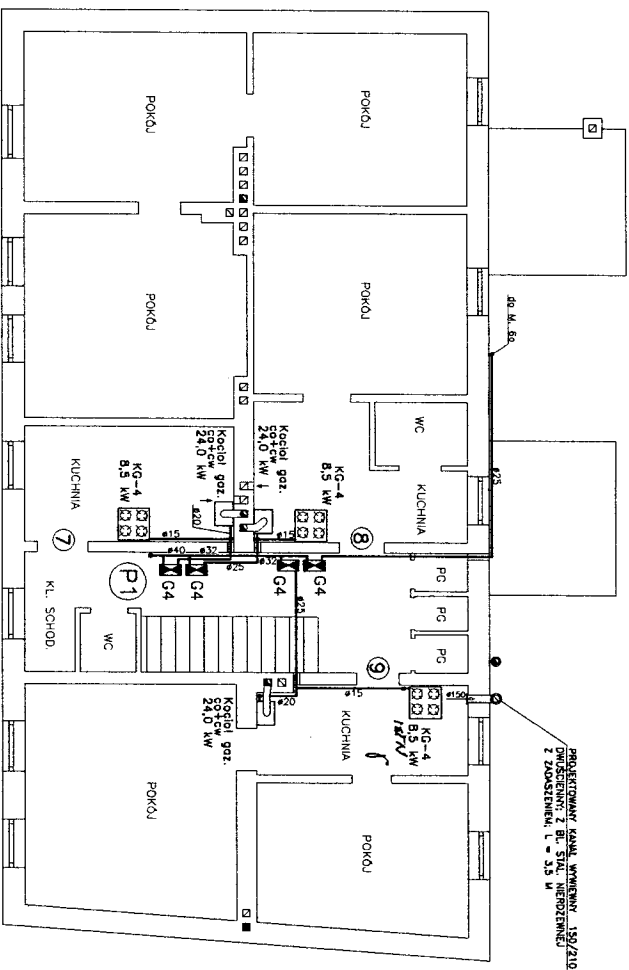 PROJEKTOWANY KANAŁ WYWIEWNY 150/210
DWUŚCIENNY; Z BL. STAL. NIERDZEWNEJ
Z ZADASZENIEM; L = 3,5 M
do M. 6a
ø25
POKÓJ
POKÓJ
WC
KUCHNIA
PG
PG
PG
ø150
KG-4
8,5 kW
8
KG-4
8,5 kW
9
KUCHNIA
POKÓJ
ø15
POKÓJ
POKÓJ
Kocioł gaz.
co+cw
24,0 kW
Kocioł gaz.
co+cw
24,0 kW
ø20
ø15
ø15
ø40
ø32
ø25
ø32
G4
G4
G4
G4
ø25
ø20
Kocioł gaz.
co+cw
24,0 kW
KG-4
8,5 kW
KUCHNIA
7
P1
KL. SCHOD.
WC
POKÓJ